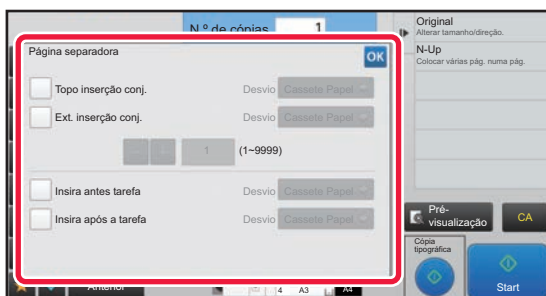 N.º de cópias 1
Página separadora
OK
Topo inserção conj.
Desvio Cassete Papel
Ext. inserção conj.
Desvio Cassete Papel
1 (1~9999)
Insira antes tarefa
Desvio Cassete Papel
Insira após a tarefa
Desvio Cassete Papel
Anterior
4 A3
A4
Original
Alterar tamanho/direção.
N-Up
Colocar várias pág. numa pág.
Pré-
visualização
CA
Cópia
tipográfica
Start